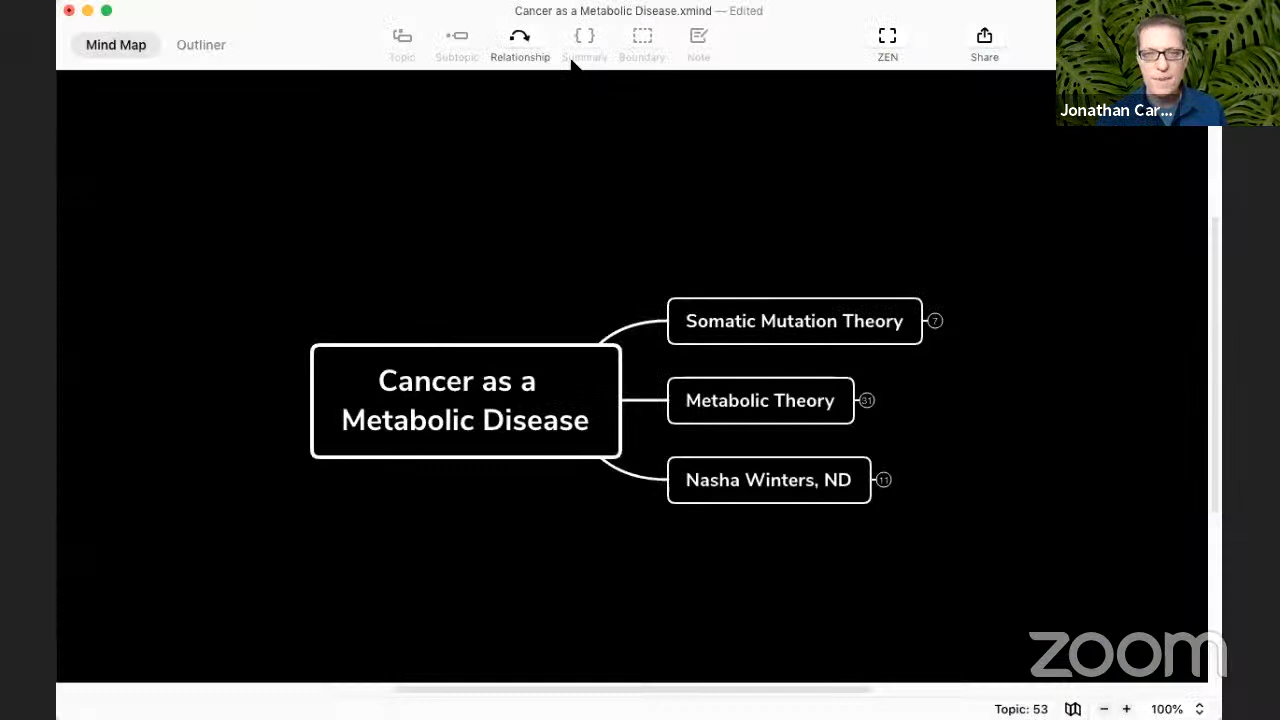 Cancer as a Metabolic Disease.xmind — Edited
Mind Map
Outliner
Topic
Subtopic
Relationship
Summary
Boundary
Note
ZEN
Share
Jonathan Car...
Somatic Mutation Theory
7
Cancer as a
Metabolic Disease
Metabolic Theory
31
Nasha Winters, ND
11
zoom
Topic: 53
100%